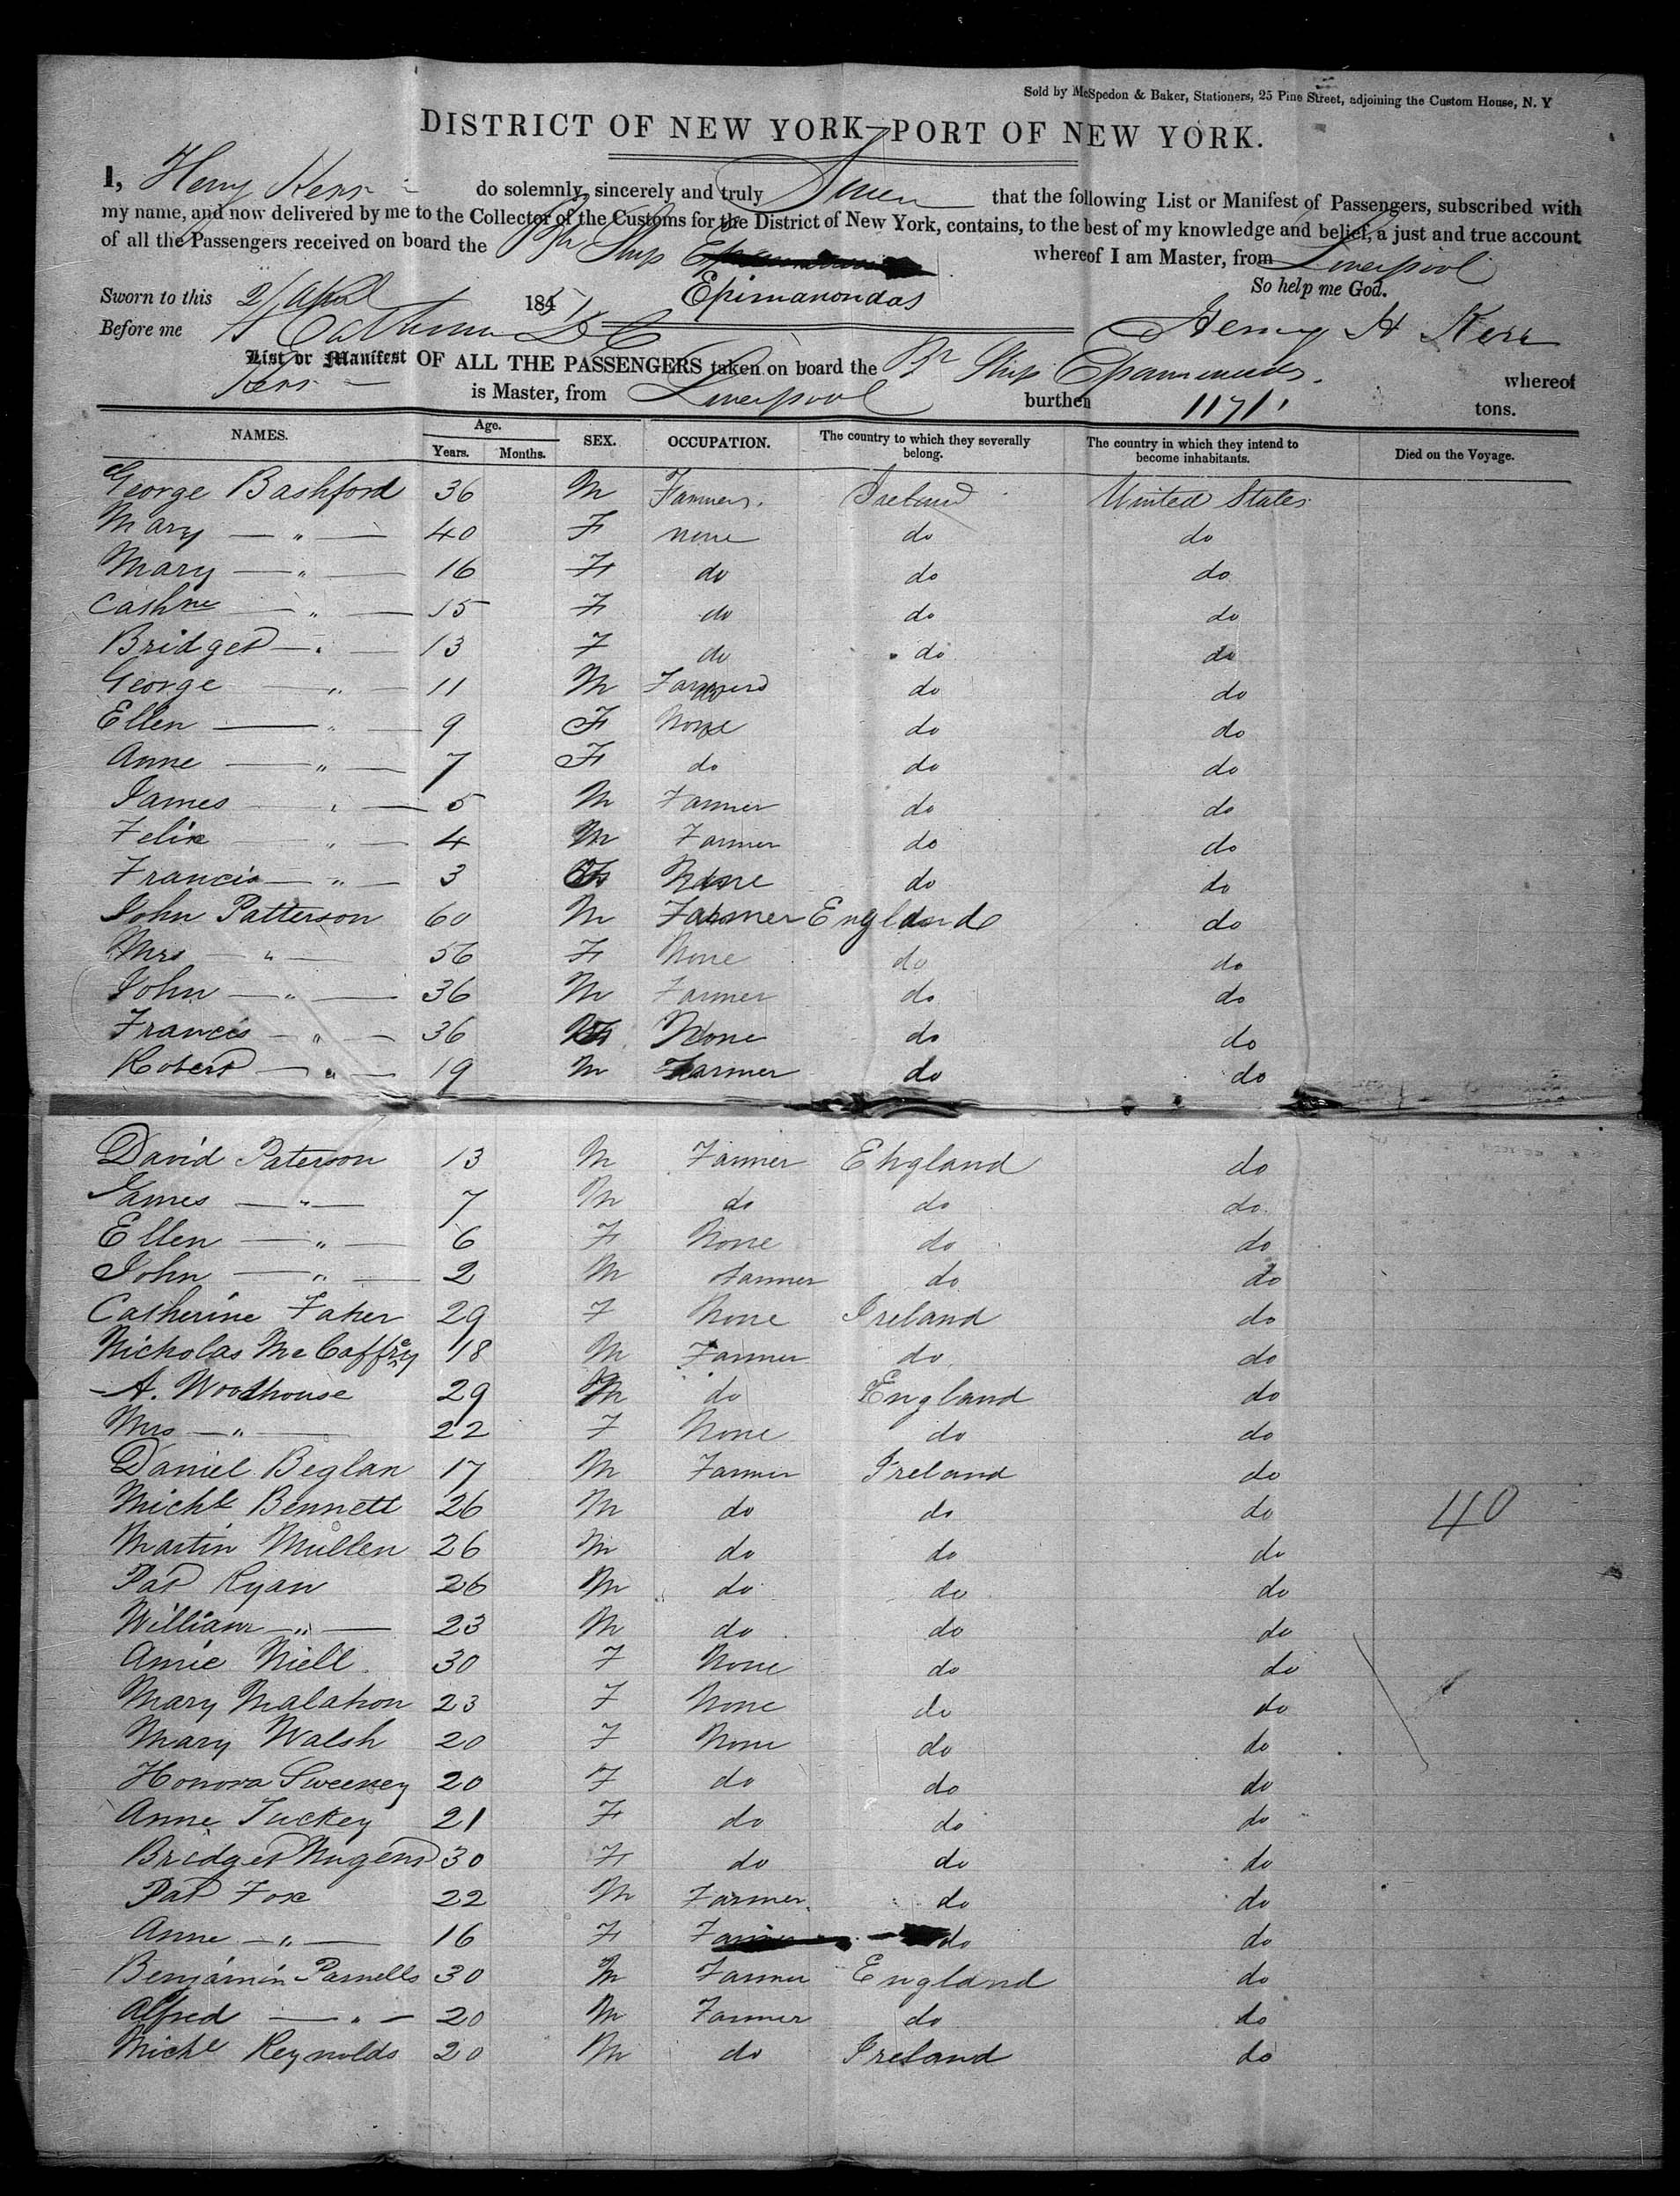 Sold by McSpedon & Baker, Stationers, 25 Pine Street, adjoining the Custom House, N. Y
DISTRICT OF NEW YORK—PORT OF NEW YORK.
I, Henry Kerr do solemnly, sincerely and truly Swear that the following List or Manifest of Passengers, subscribed with
my name, and now delivered by me to the Collector of the Customs for the District of New York, contains, to the best of my knowledge and belief, a just and true account
of all the Passengers received on board the Br Ship Epimanondas whereof I am Master, from Liverpool
So help me God.
Sworn to this 21 April 1851
Before me Henry H Kerr
List or Manifest OF ALL THE PASSENGERS taken on board the Br Ship Epaminondas whereof
Kerr is Master, from Liverpool burthen 1171 tons.
NAMES. Age. Years. Months. SEX. OCCUPATION. The country to which they severally belong. The country in which they intend to become inhabitants. Died on the Voyage.
George Bashford 36 M Farmer. Ireland United States
Mary — " — 40 F none do do
Mary — " — 16 F do do do
Cathne — " — 15 F do do do
Bridget — " — 13 F do do do
George — " — 11 M Farmer do do
Ellen — " — 9 F None do do
Anne — " — 7 F do do do
James — " — 5 M Farmer do do
Felix — " — 4 M Farmer do do
Francis — " — 3 F None do do
John Patterson 60 M Farmer England do
Mrs — " — 56 F None do do
John — " — 36 M Farmer do do
Francis — " — 36 F None do do
Robert — " — 19 M Farmer do do
David Paterson 13 M Farmer England do
James — " — 7 M do do do
Ellen — " — 6 F None do do
John — " — 2 M Farmer do do
Catherine Faher 29 F None Ireland do
Nicholas McCaffrey 18 M Farmer do do
A. Woodhouse 29 M do England do
Mrs — " — 22 F None do do
Daniel Beglan 17 M Farmer Ireland do
Michl Bennett 26 M do do do
40
Martin Mullen 26 M do do do
Pat Ryan 26 M do do do
William — " — 23 M do do do
Amie Niell 30 F None do do
Mary Malahon 23 F None do do
Mary Walsh 20 F None do do
Honora Sweeney 20 F do do do
Anne Tuckey 21 F do do do
Bridget Nugent 30 F do do do
Pat Fox 22 M Farmer. do do
Anne — " — 16 F do do
Benjamin Parnells 30 M Farmer England do
Alfred — " — 20 M Farmer do do
Michl Reynolds 20 M do Ireland do